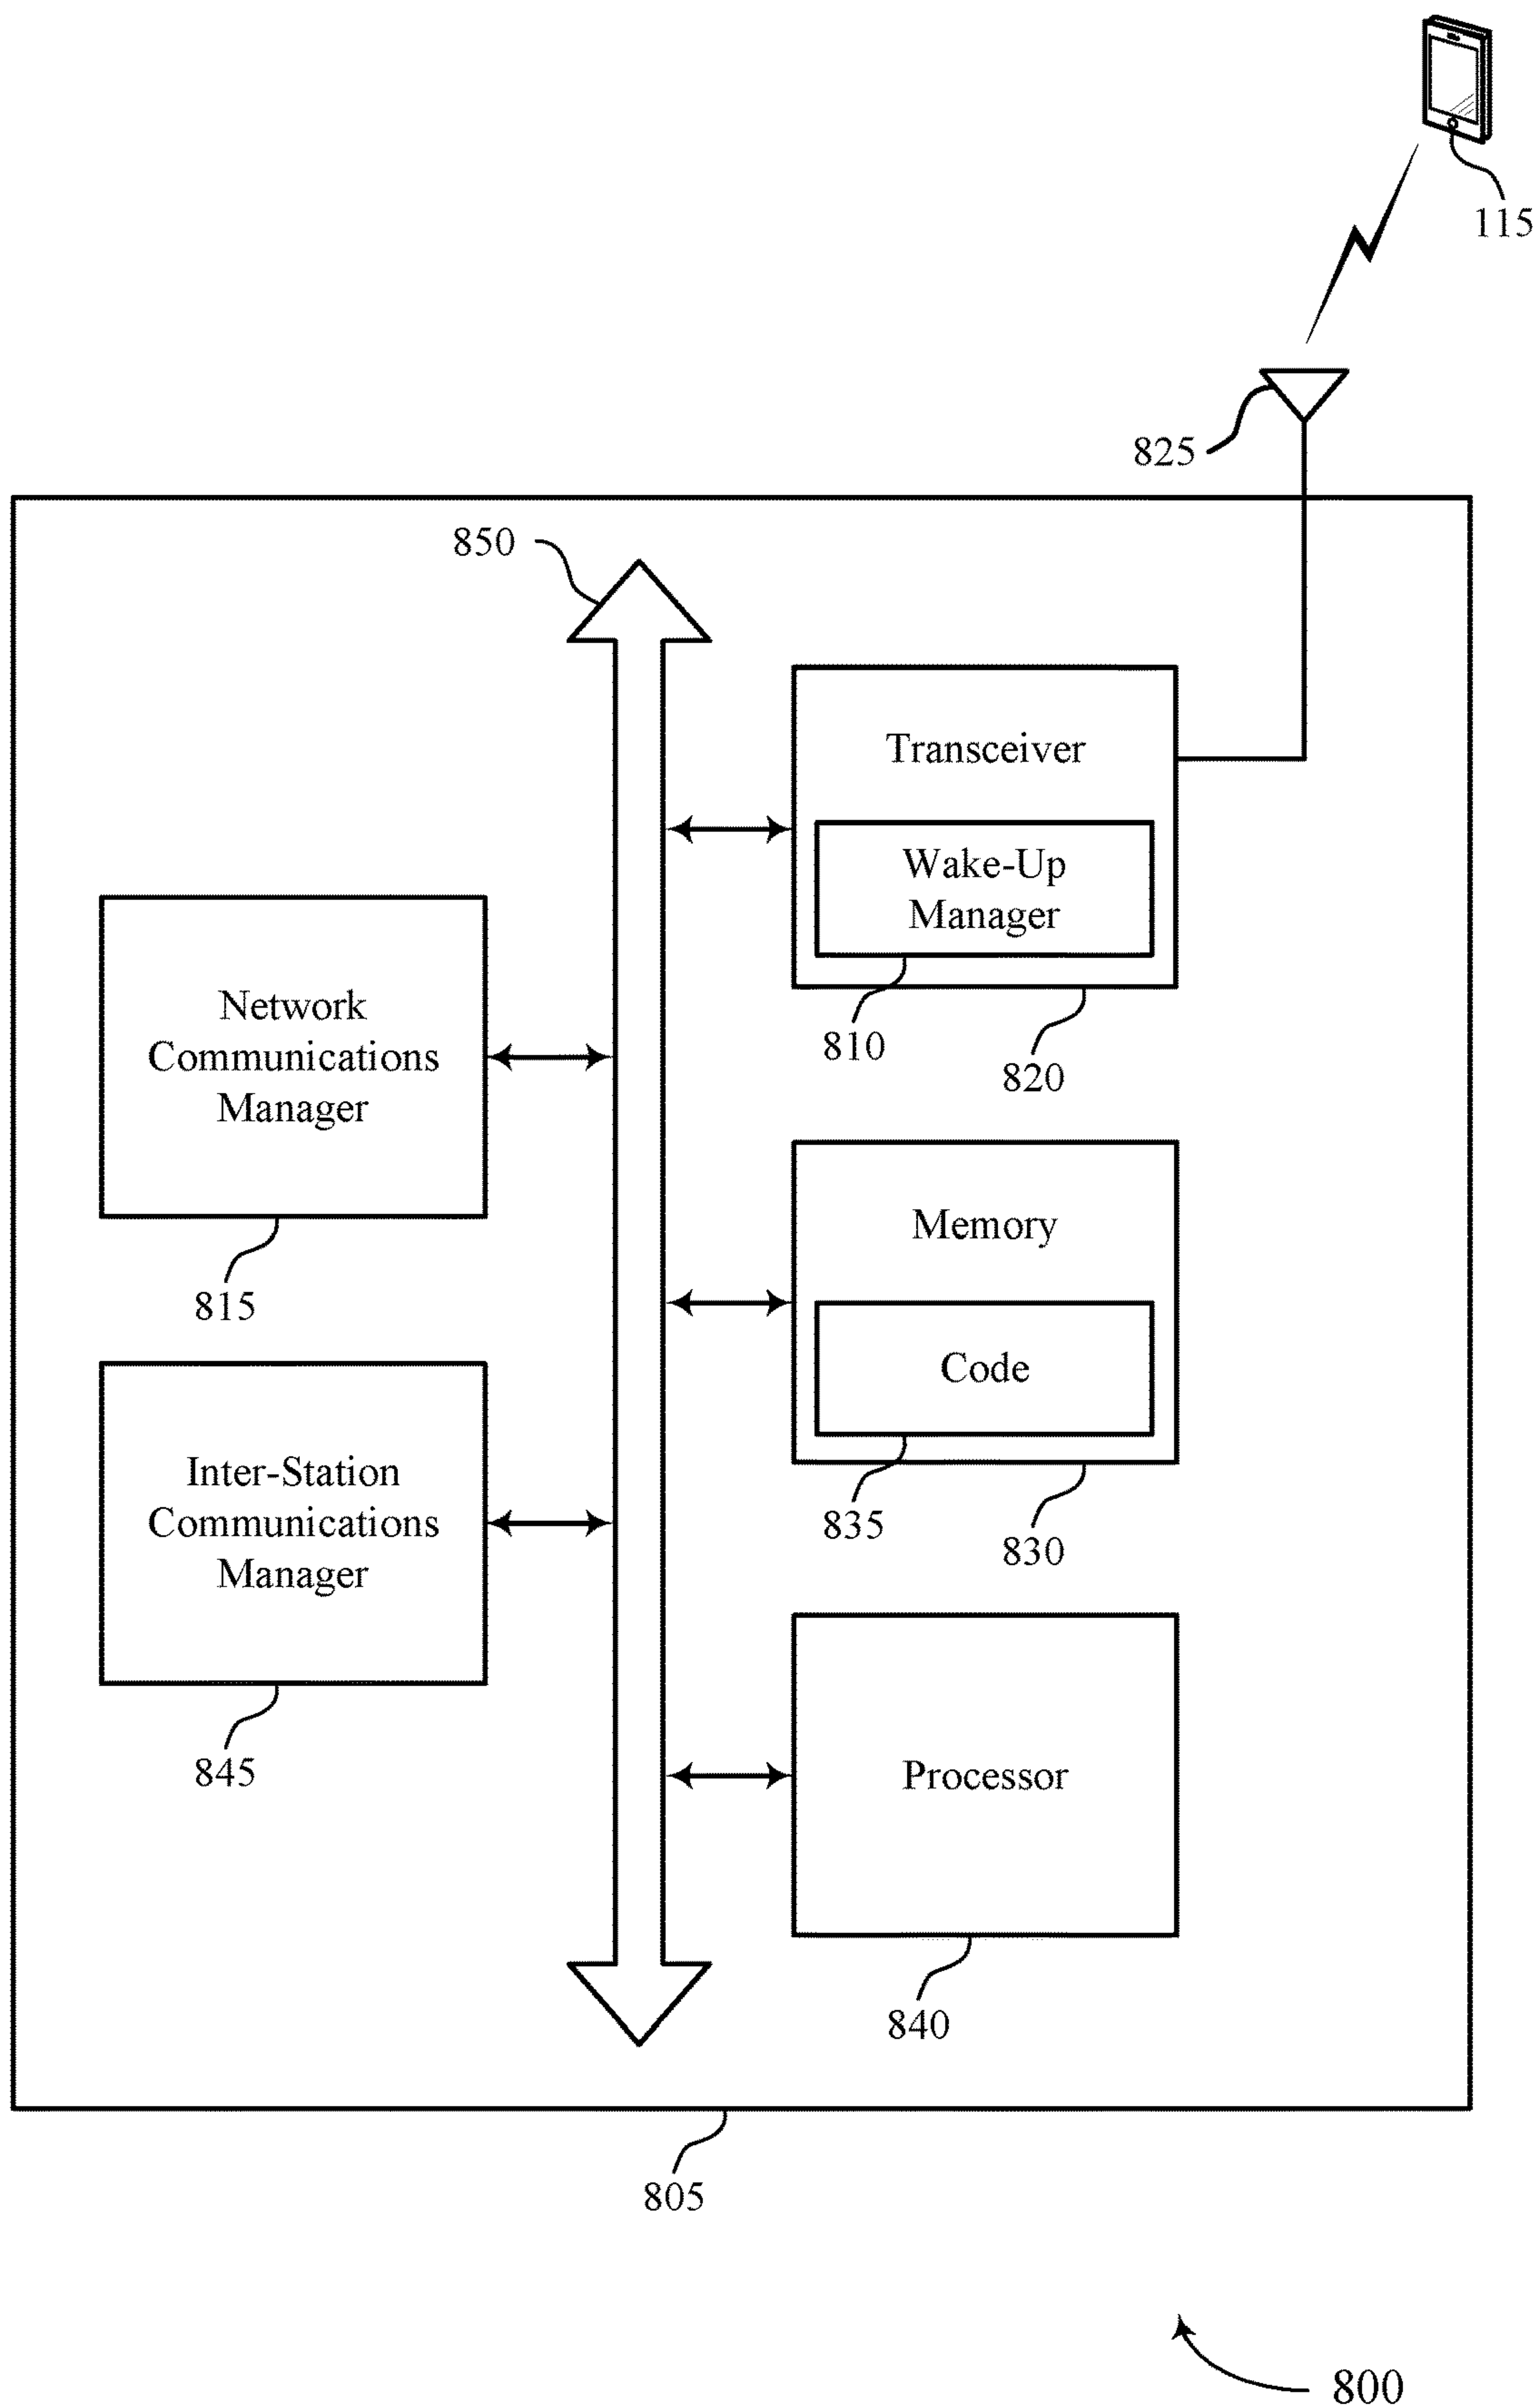 115
825
850
Transceiver
Wake-Up
Manager
810
820
Network
Communications
Manager
815
Memory
Code
835
830
Inter-Station
Communications
Manager
845
Processor
840
805
800